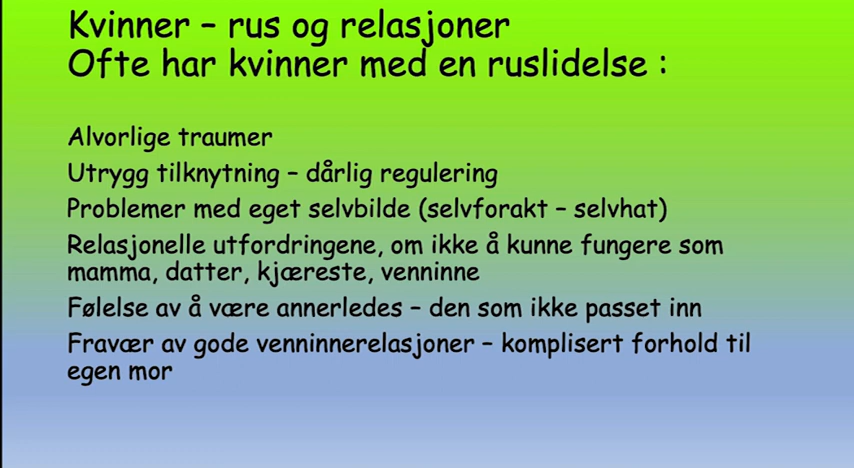 Kvinner – rus og relasjoner
Ofte har kvinner med en ruslidelse :
Alvorlige traumer
Utrygg tilknytning – dårlig regulering
Problemer med eget selvbilde (selvforakt – selvhat)
Relasjonelle utfordringene, om ikke å kunne fungere som
mamma, datter, kjæreste, venninne
Følelse av å være annerledes – den som ikke passet inn
Fravær av gode venninnerelasjoner – komplisert forhold til
egen mor